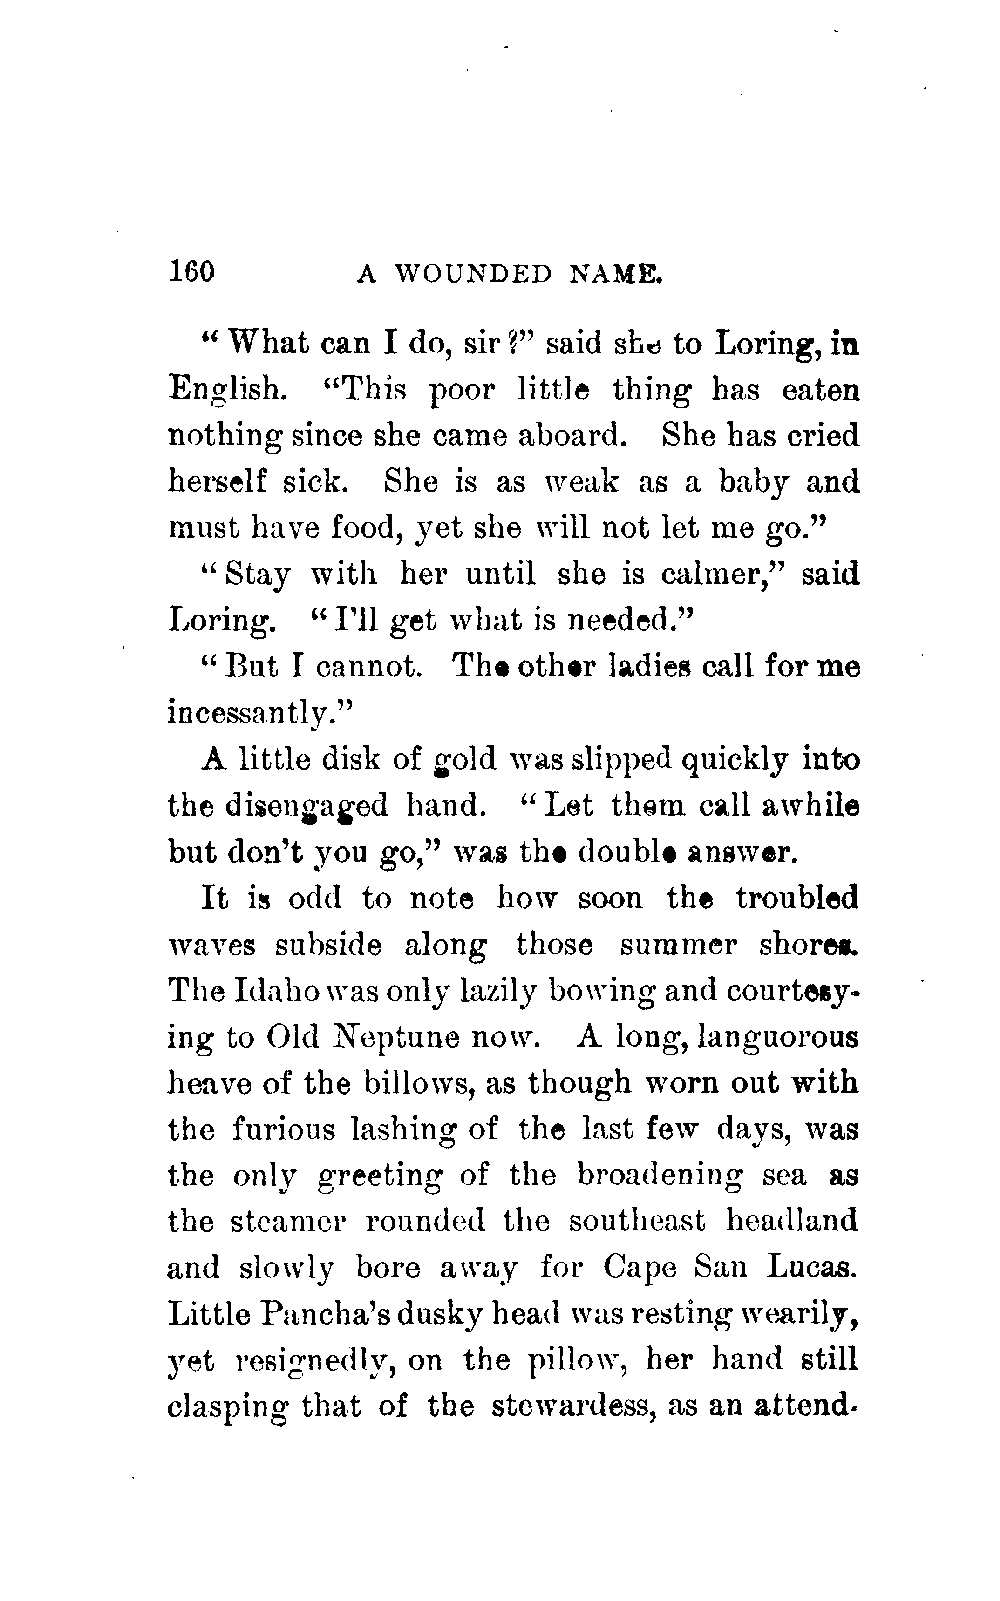 160 A WOUNDED NAME.
“What can I do, sir?” said she to Loring, in
English. “This poor little thing has eaten
nothing since she came aboard. She has cried
herself sick. She is as weak as a baby and
must have food, yet she will not let me go.”
“Stay with her until she is calmer,” said
Loring. “I’ll get what is needed.”
“But I cannot. The other ladies call for me
incessantly.”
A little disk of gold was slipped quickly into
the disengaged hand. “Let them call awhile
but don’t you go,” was the double answer.
It is odd to note how soon the troubled
waves subside along those summer shores.
The Idaho was only lazily bowing and courtesy-
ing to Old Neptune now. A long, languorous
heave of the billows, as though worn out with
the furious lashing of the last few days, was
the only greeting of the broadening sea as
the steamer rounded the southeast headland
and slowly bore away for Cape San Lucas.
Little Pancha’s dusky head was resting wearily,
yet resignedly, on the pillow, her hand still
clasping that of the stewardess, as an attend-